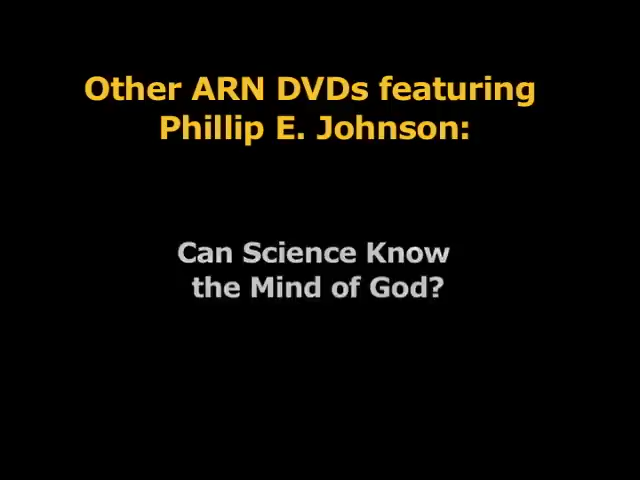 Other ARN DVDs featuring
Phillip E. Johnson:
Can Science Know
the Mind of God?